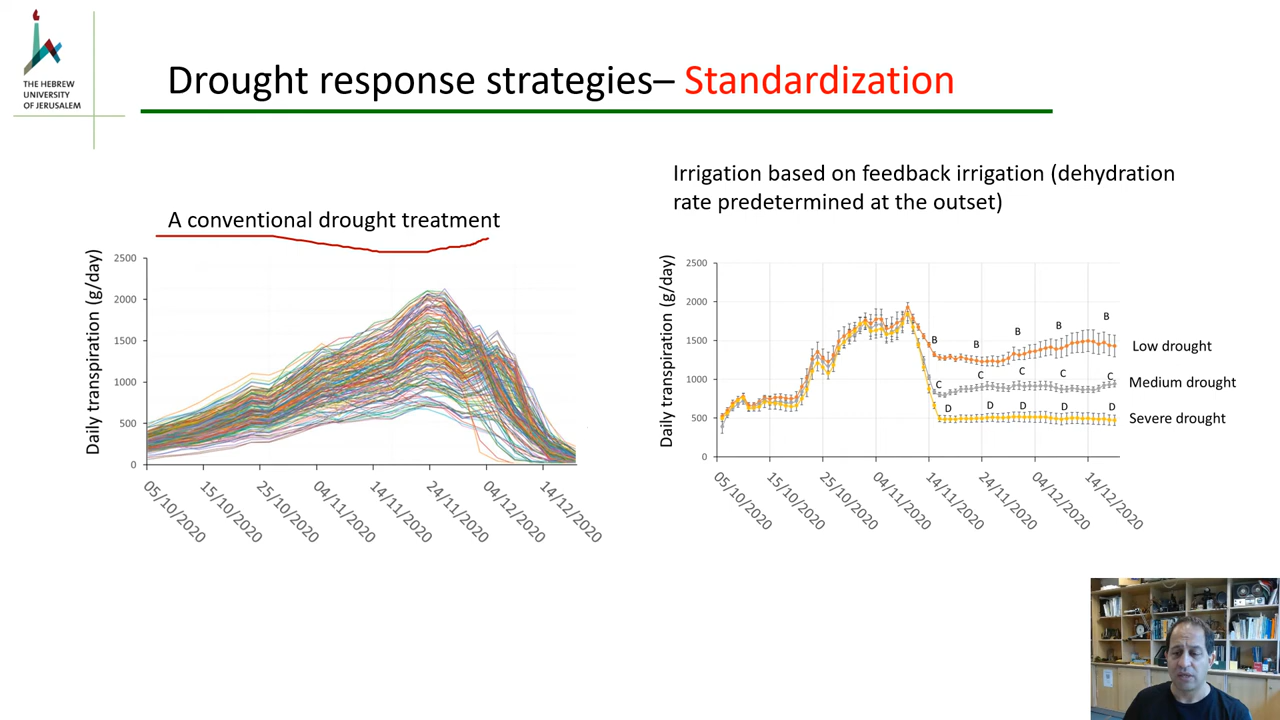 THE HEBREW
UNIVERSITY
OF JERUSALEM
Drought response strategies– Standardization
A conventional drought treatment
Daily transpiration (g/day)
2500
2000
1500
1000
500
0
05/10/2020
15/10/2020
25/10/2020
04/11/2020
14/11/2020
24/11/2020
04/12/2020
14/12/2020
Irrigation based on feedback irrigation (dehydration
rate predetermined at the outset)
Daily transpiration (g/day)
2500
2000
1500
1000
500
0
B B B B B
C C C C C
D D D D D
Low drought
Medium drought
Severe drought
05/10/2020
15/10/2020
25/10/2020
04/11/2020
14/11/2020
24/11/2020
04/12/2020
14/12/2020